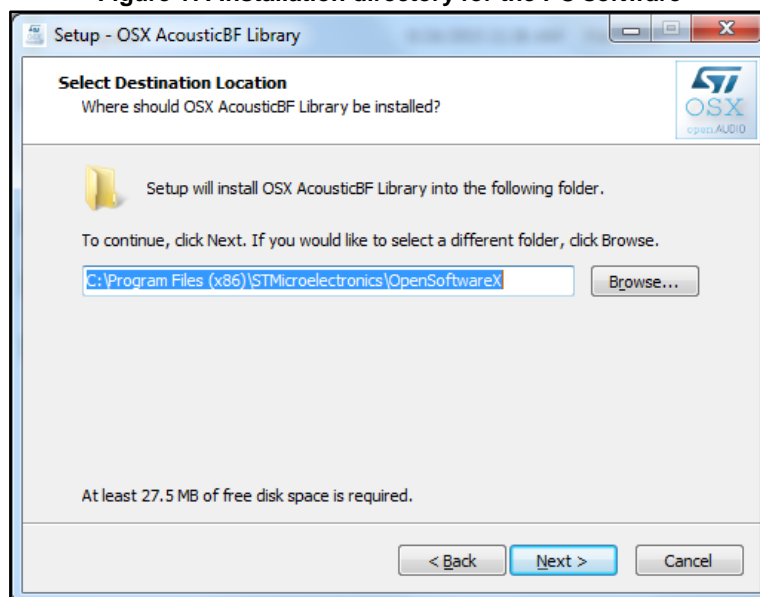 Setup - OSX AcousticBF Library
Select Destination Location
Where should OSX AcousticBF Library be installed?
OSX
open.AUDIO
Setup will install OSX AcousticBF Library into the following folder.
To continue, click Next. If you would like to select a different folder, click Browse.
C:\Program Files (x86)\STMicroelectronics\OpenSoftwareX
Browse...
At least 27.5 MB of free disk space is required.
< Back
Next >
Cancel